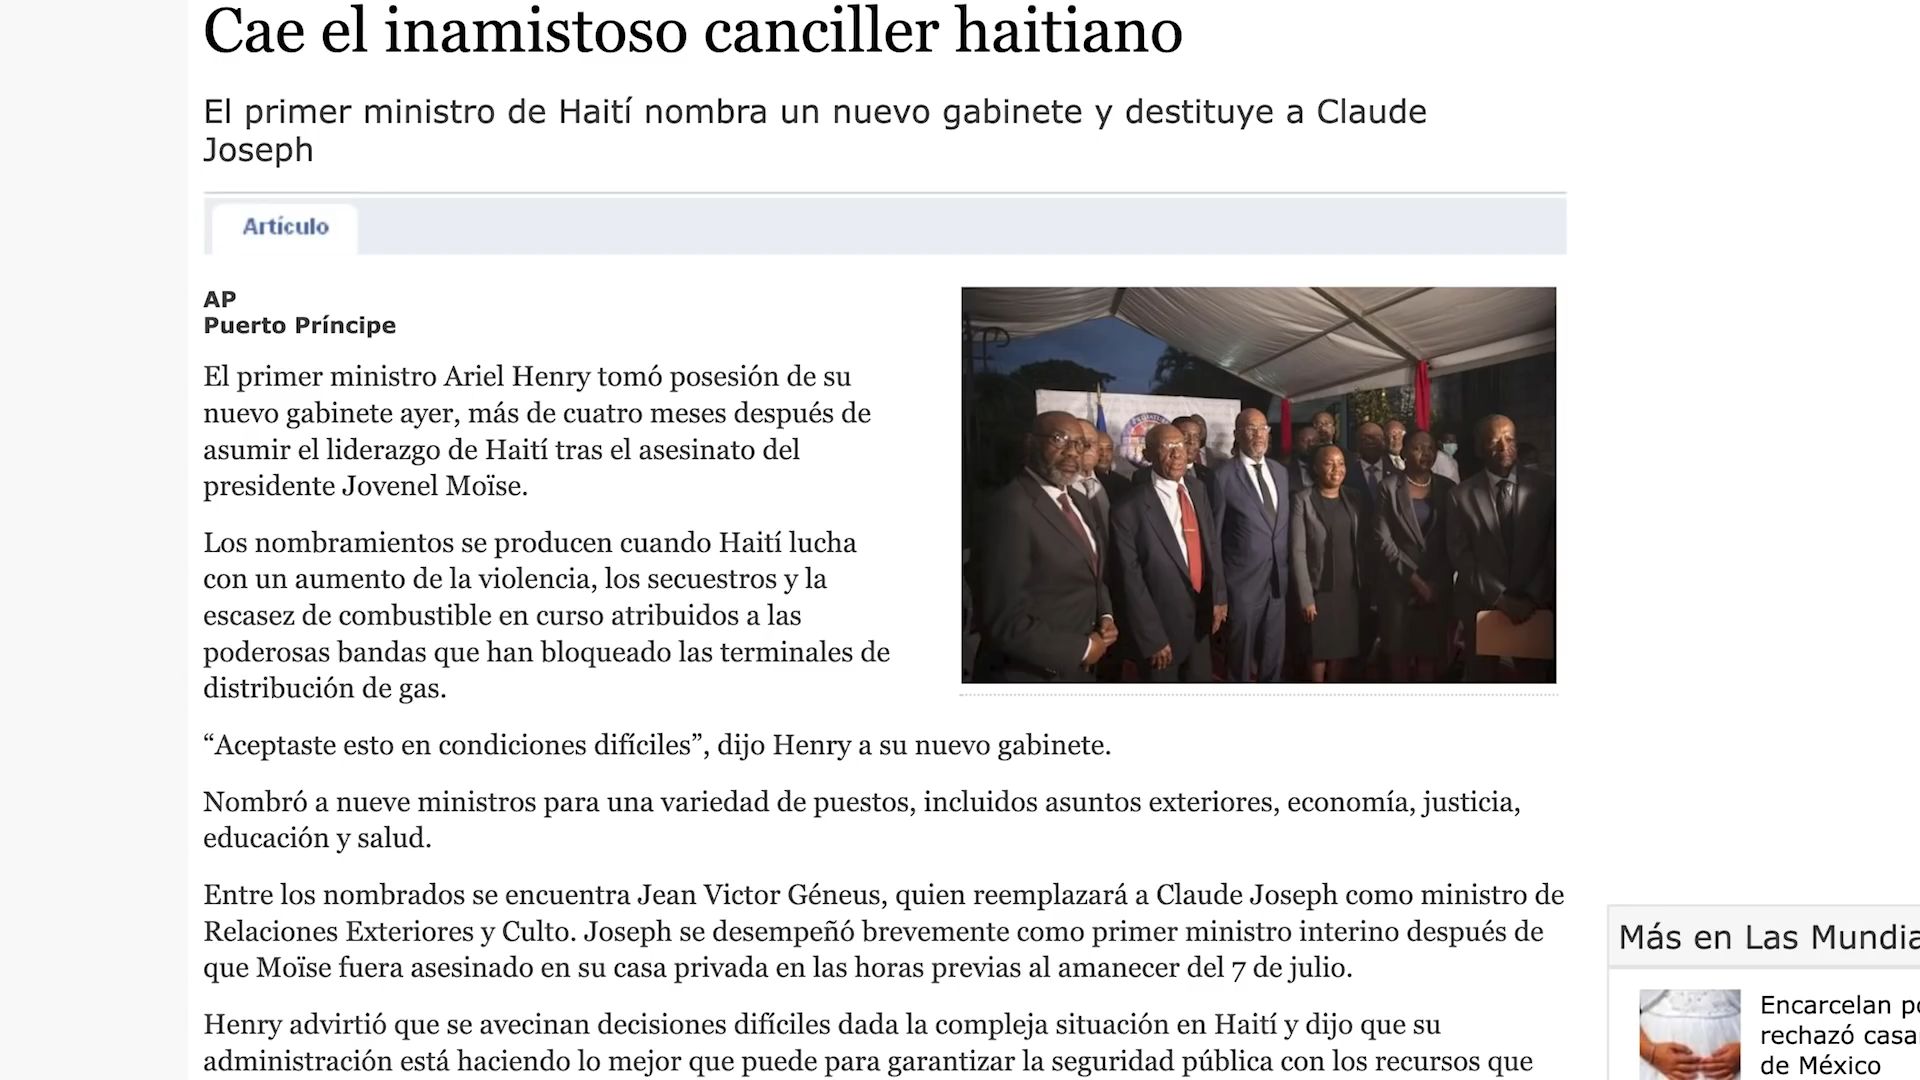 Cae el inamistoso canciller haitiano
El primer ministro de Haití nombra un nuevo gabinete y destituye a Claude
Joseph
Artículo
AP
Puerto Príncipe
El primer ministro Ariel Henry tomó posesión de su
nuevo gabinete ayer, más de cuatro meses después de
asumir el liderazgo de Haití tras el asesinato del
presidente Jovenel Moïse.
Los nombramientos se producen cuando Haití lucha
con un aumento de la violencia, los secuestros y la
escasez de combustible en curso atribuidos a las
poderosas bandas que han bloqueado las terminales de
distribución de gas.
“Aceptaste esto en condiciones difíciles”, dijo Henry a su nuevo gabinete.
Nombró a nueve ministros para una variedad de puestos, incluidos asuntos exteriores, economía, justicia,
educación y salud.
Entre los nombrados se encuentra Jean Victor Géneus, quien reemplazará a Claude Joseph como ministro de
Relaciones Exteriores y Culto. Joseph se desempeñó brevemente como primer ministro interino después de
que Moïse fuera asesinado en su casa privada en las horas previas al amanecer del 7 de julio.
Henry advirtió que se avecinan decisiones difíciles dada la compleja situación en Haití y dijo que su
administración está haciendo lo mejor que puede para garantizar la seguridad pública con los recursos que
Más en Las Mundia
Encarcelan po
rechazó casa
de México